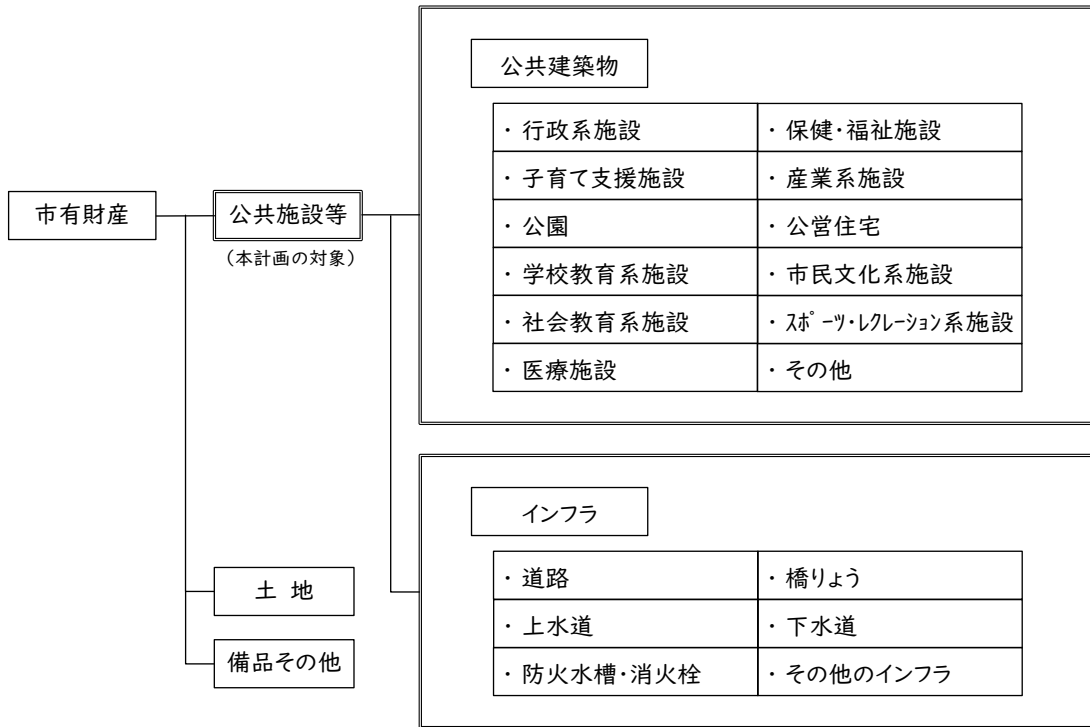 市有財産
公共施設等
（本計画の対象）
土 地
備品その他
公共建築物
・ 行政系施設
・ 保健・福祉施設
・ 子育て支援施設
・ 産業系施設
・ 公園
・ 公営住宅
・ 学校教育系施設
・ 市民文化系施設
・ 社会教育系施設
・ ｽﾎﾟｰﾂ・ﾚｸﾚｰｼｮﾝ系施設
・ 医療施設
・ その他
インフラ
・ 道路
・ 橋りょう
・ 上水道
・ 下水道
・ 防火水槽・消火栓
・ その他のインフラ